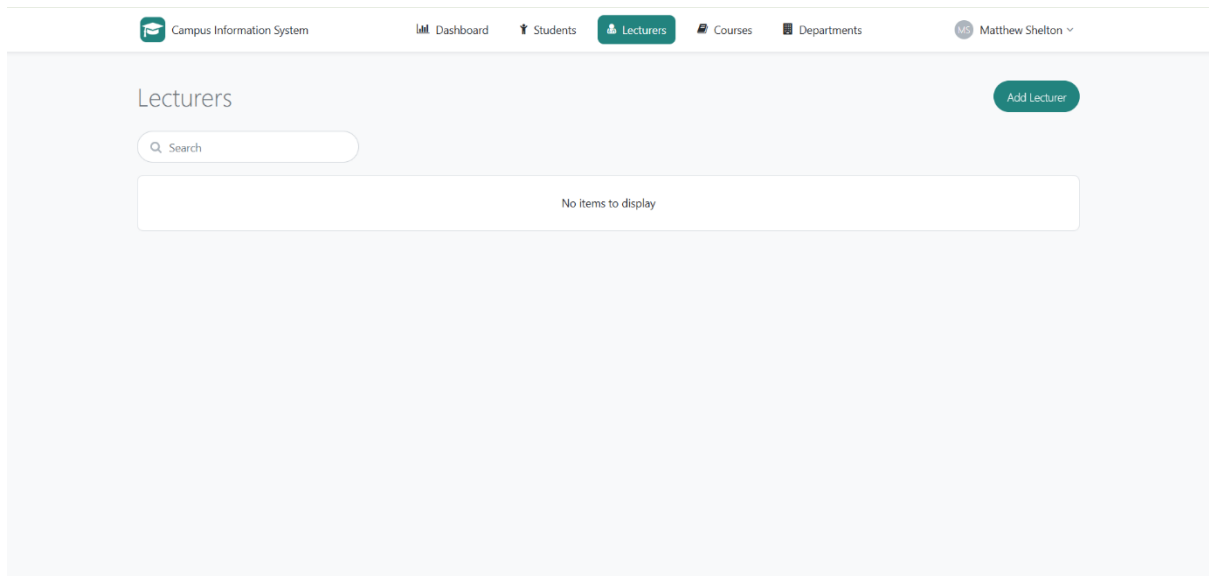 Campus Information System Dashboard Students Lecturers Courses Departments MS Matthew Shelton
Lecturers Add Lecturer
Search
No items to display